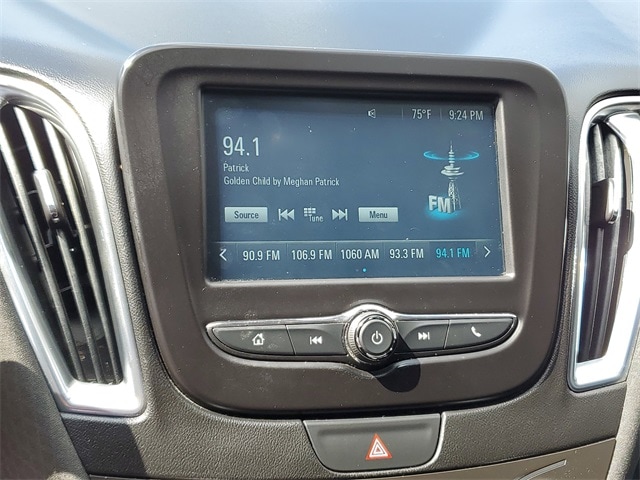 75°F 9:24 PM
94.1
Patrick
Golden Child by Meghan Patrick
FM
Source Tune Menu
90.9 FM 106.9 FM 1060 AM 93.3 FM 94.1 FM